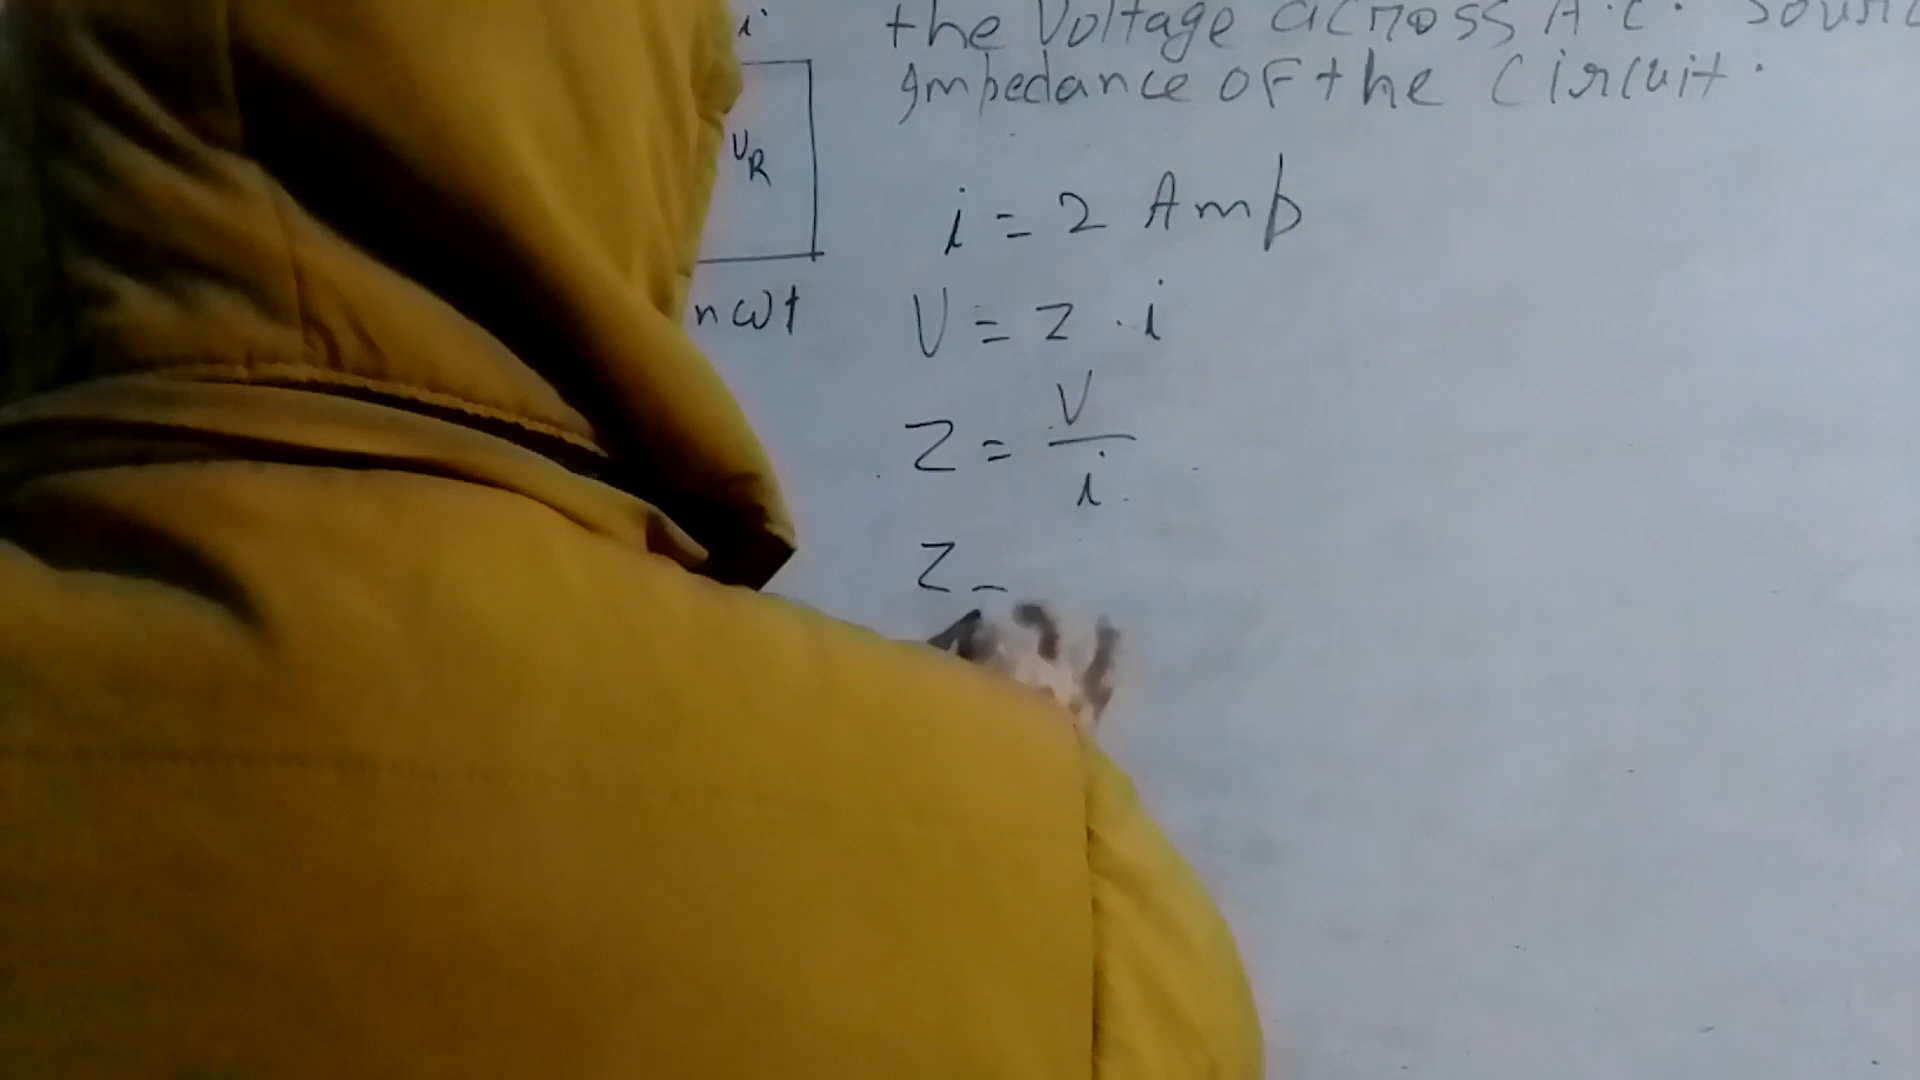 i
the Voltage across A.C. Sour
Impedance of the Circuit.
VR
i = 2 Amp
nωt
V = Z . i
Z = V / i
Z =